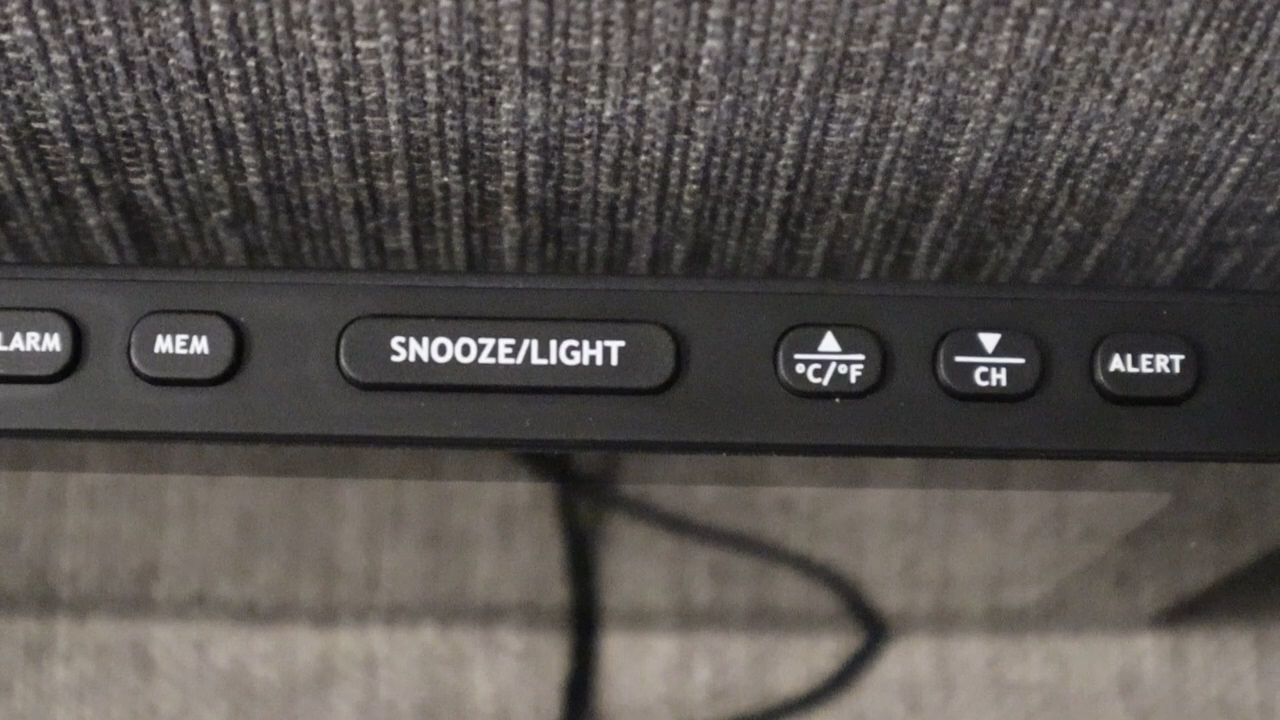 LARM
MEM
SNOOZE/LIGHT
▲
°C/°F
▼
CH
ALERT